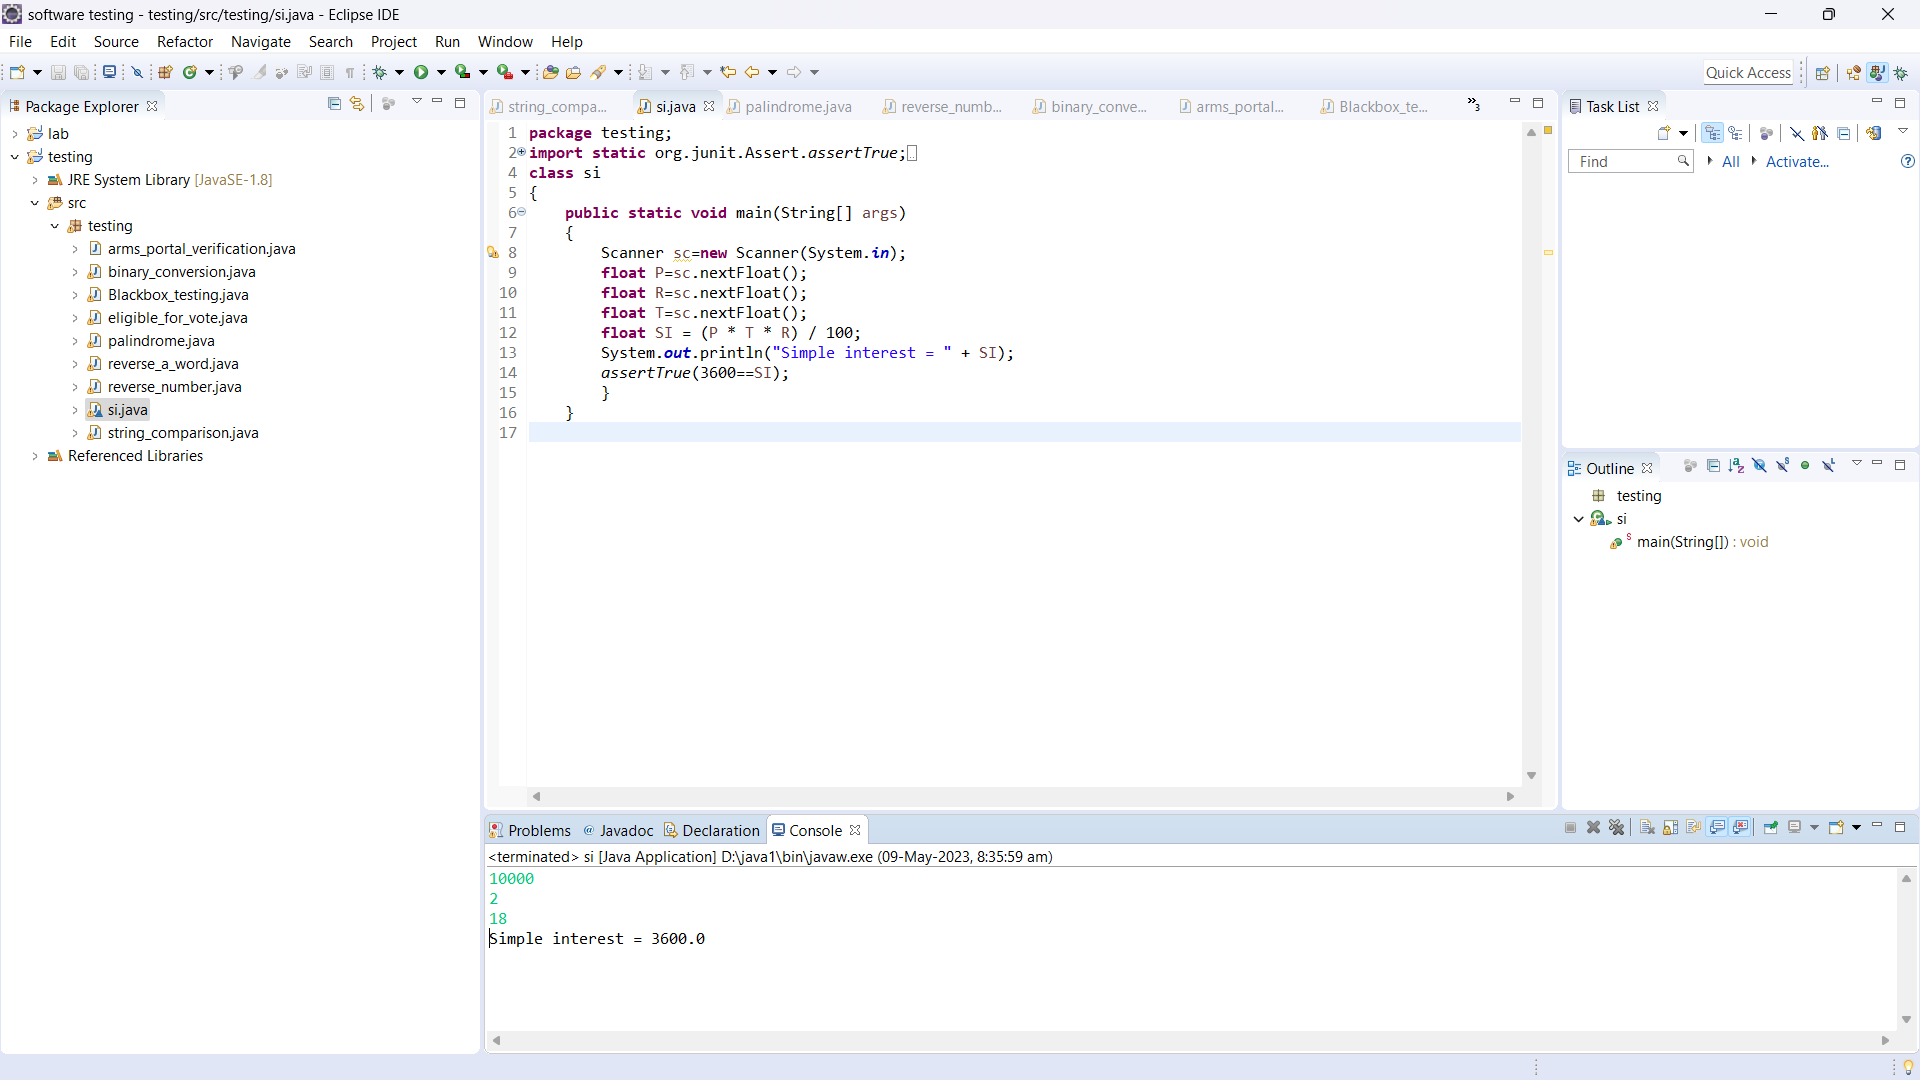 software testing - testing/src/testing/si.java - Eclipse IDE
File Edit Source Refactor Navigate Search Project Run Window Help
Quick Access
Package Explorer
lab
testing
JRE System Library [JavaSE-1.8]
src
testing
arms_portal_verification.java
binary_conversion.java
Blackbox_testing.java
eligible_for_vote.java
palindrome.java
reverse_a_word.java
reverse_number.java
si.java
string_comparison.java
Referenced Libraries
string_compa... si.java palindrome.java reverse_numb... binary_conve... arms_portal... Blackbox_te... »3
1 package testing;
2 import static org.junit.Assert.assertTrue;
4 class si
5 {
6 public static void main(String[] args)
7 {
8 Scanner sc=new Scanner(System.in);
9 float P=sc.nextFloat();
10 float R=sc.nextFloat();
11 float T=sc.nextFloat();
12 float SI = (P * T * R) / 100;
13 System.out.println("Simple interest = " + SI);
14 assertTrue(3600==SI);
15 }
16 }
17
Task List
Find All Activate...
Outline
testing
si
main(String[]) : void
Problems @ Javadoc Declaration Console
<terminated> si [Java Application] D:\java1\bin\javaw.exe (09-May-2023, 8:35:59 am)
10000
2
18
Simple interest = 3600.0